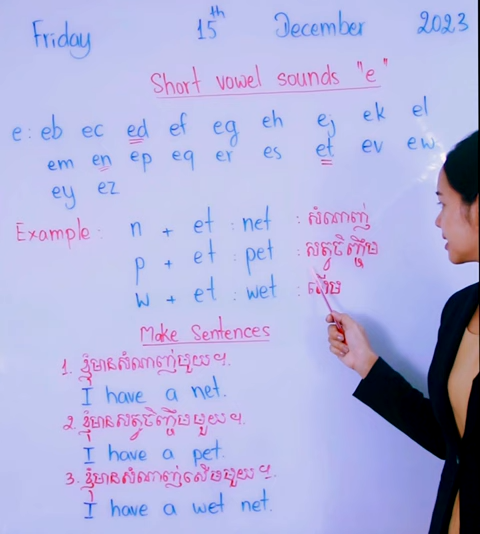 Friday 15th December 2023
Short vowel sounds "e"
e: eb ec ed ef eg eh ej ek el
em en ep eq er es et ev ew
ey ez
Example: n + et : net : សំណាញ់
p + et : pet : សត្វចិញ្ចឹម
w + et : wet : សើម
Make Sentences
1. ខ្ញុំមានសំណាញ់មួយ។
I have a net.
2. ខ្ញុំមានសត្វចិញ្ចឹមមួយ។
I have a pet.
3. ខ្ញុំមានសំណាញ់សើមមួយ។
I have a wet net.